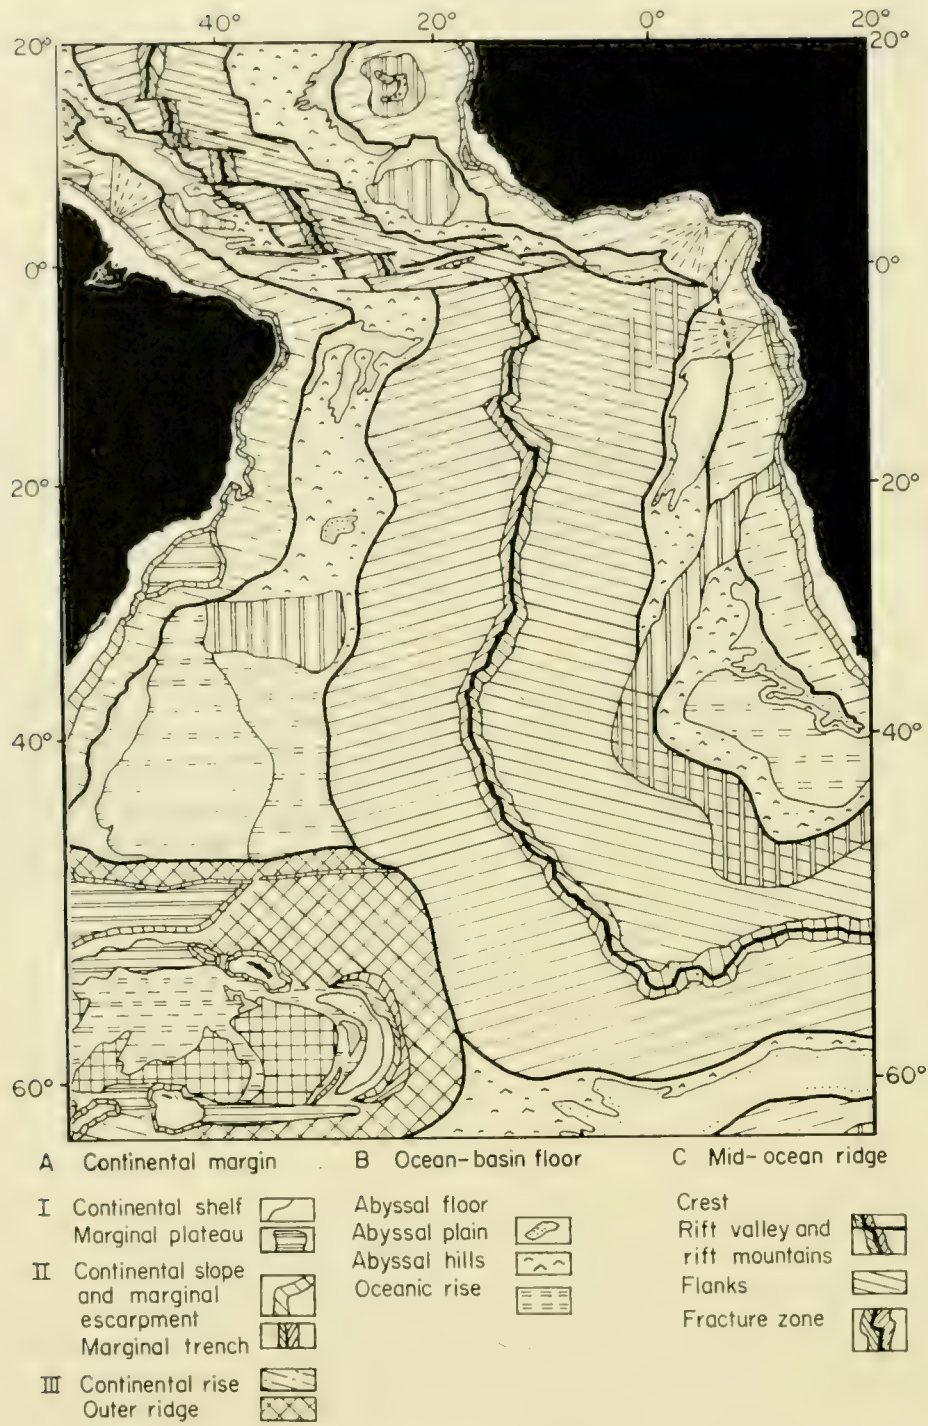 40°
20°
0°
20°
20°
20°
0°
0°
20°
20°
40°
40°
60°
60°
A Continental margin
I Continental shelf
Marginal plateau
II Continental slope
and marginal
escarpment
Marginal trench
III Continental rise
Outer ridge
B Ocean-basin floor
Abyssal floor
Abyssal plain
Abyssal hills
Oceanic rise
C Mid-ocean ridge
Crest
Rift valley and
rift mountains
Flanks
Fracture zone